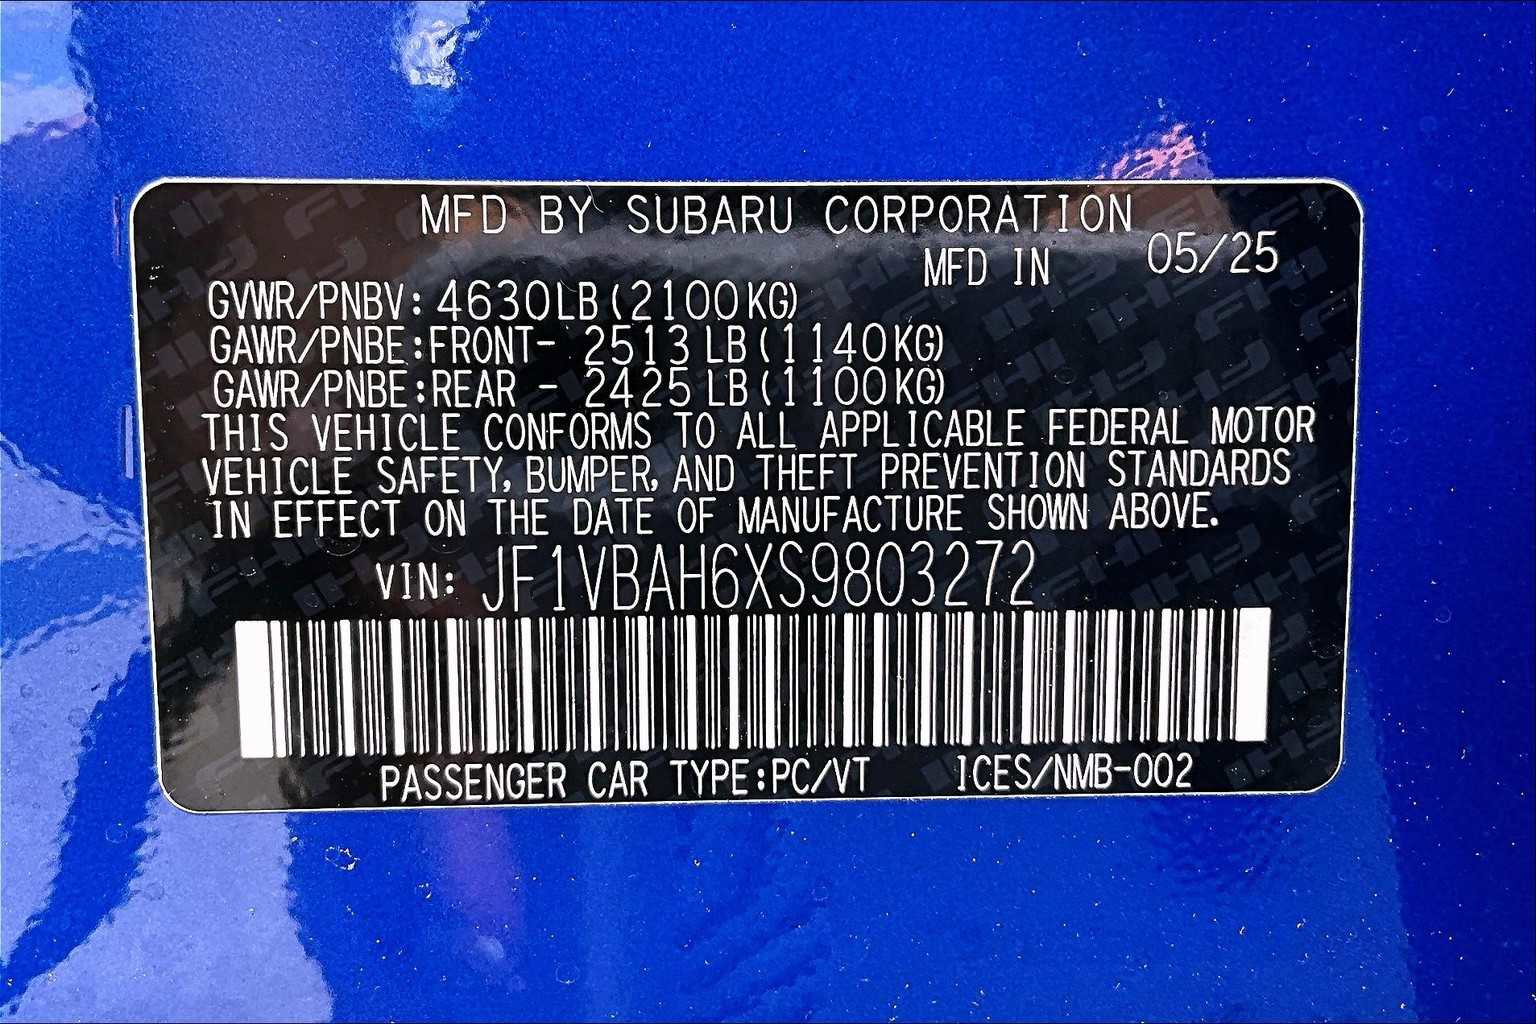 MFD BY SUBARU CORPORATION
MFD IN 05/25
GVWR/PNBV: 4630LB(2100KG)
GAWR/PNBE:FRONT- 2513 LB(1140KG)
GAWR/PNBE:REAR - 2425 LB(1100KG)
THIS VEHICLE CONFORMS TO ALL APPLICABLE FEDERAL MOTOR
VEHICLE SAFETY, BUMPER, AND THEFT PREVENTION STANDARDS
IN EFFECT ON THE DATE OF MANUFACTURE SHOWN ABOVE.
VIN: JF1VBAH6XS9803272
PASSENGER CAR TYPE:PC/VT ICES/NMB-002